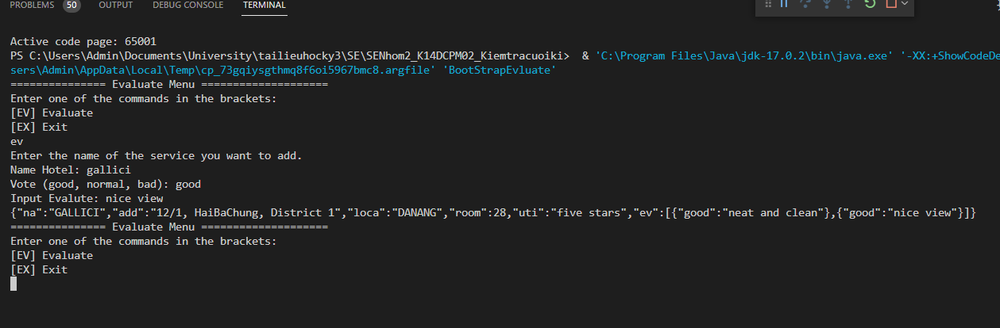 PROBLEMS 50 OUTPUT DEBUG CONSOLE TERMINAL
Active code page: 65001
PS C:\Users\Admin\Documents\University\tailieuhocky3\SE\SENhom2_K14DCPM02_Kiemtracuoiki>  & 'C:\Program Files\Java\jdk-17.0.2\bin\java.exe' '-XX:+ShowCodeDe
sers\Admin\AppData\Local\Temp\cp_73gqiysgthmq8f6oi5967bmc8.argfile' 'BootStrapEvluate'
=============== Evaluate Menu ====================
Enter one of the commands in the brackets:
[EV] Evaluate
[EX] Exit
ev
Enter the name of the service you want to add.
Name Hotel: gallici
Vote (good, normal, bad): good
Input Evalute: nice view
{"na":"GALLICI","add":"12/1, HaiBaChung, District 1","loca":"DANANG","room":28,"uti":"five stars","ev":[{"good":"neat and clean"},{"good":"nice view"}]}
=============== Evaluate Menu ====================
Enter one of the commands in the brackets:
[EV] Evaluate
[EX] Exit